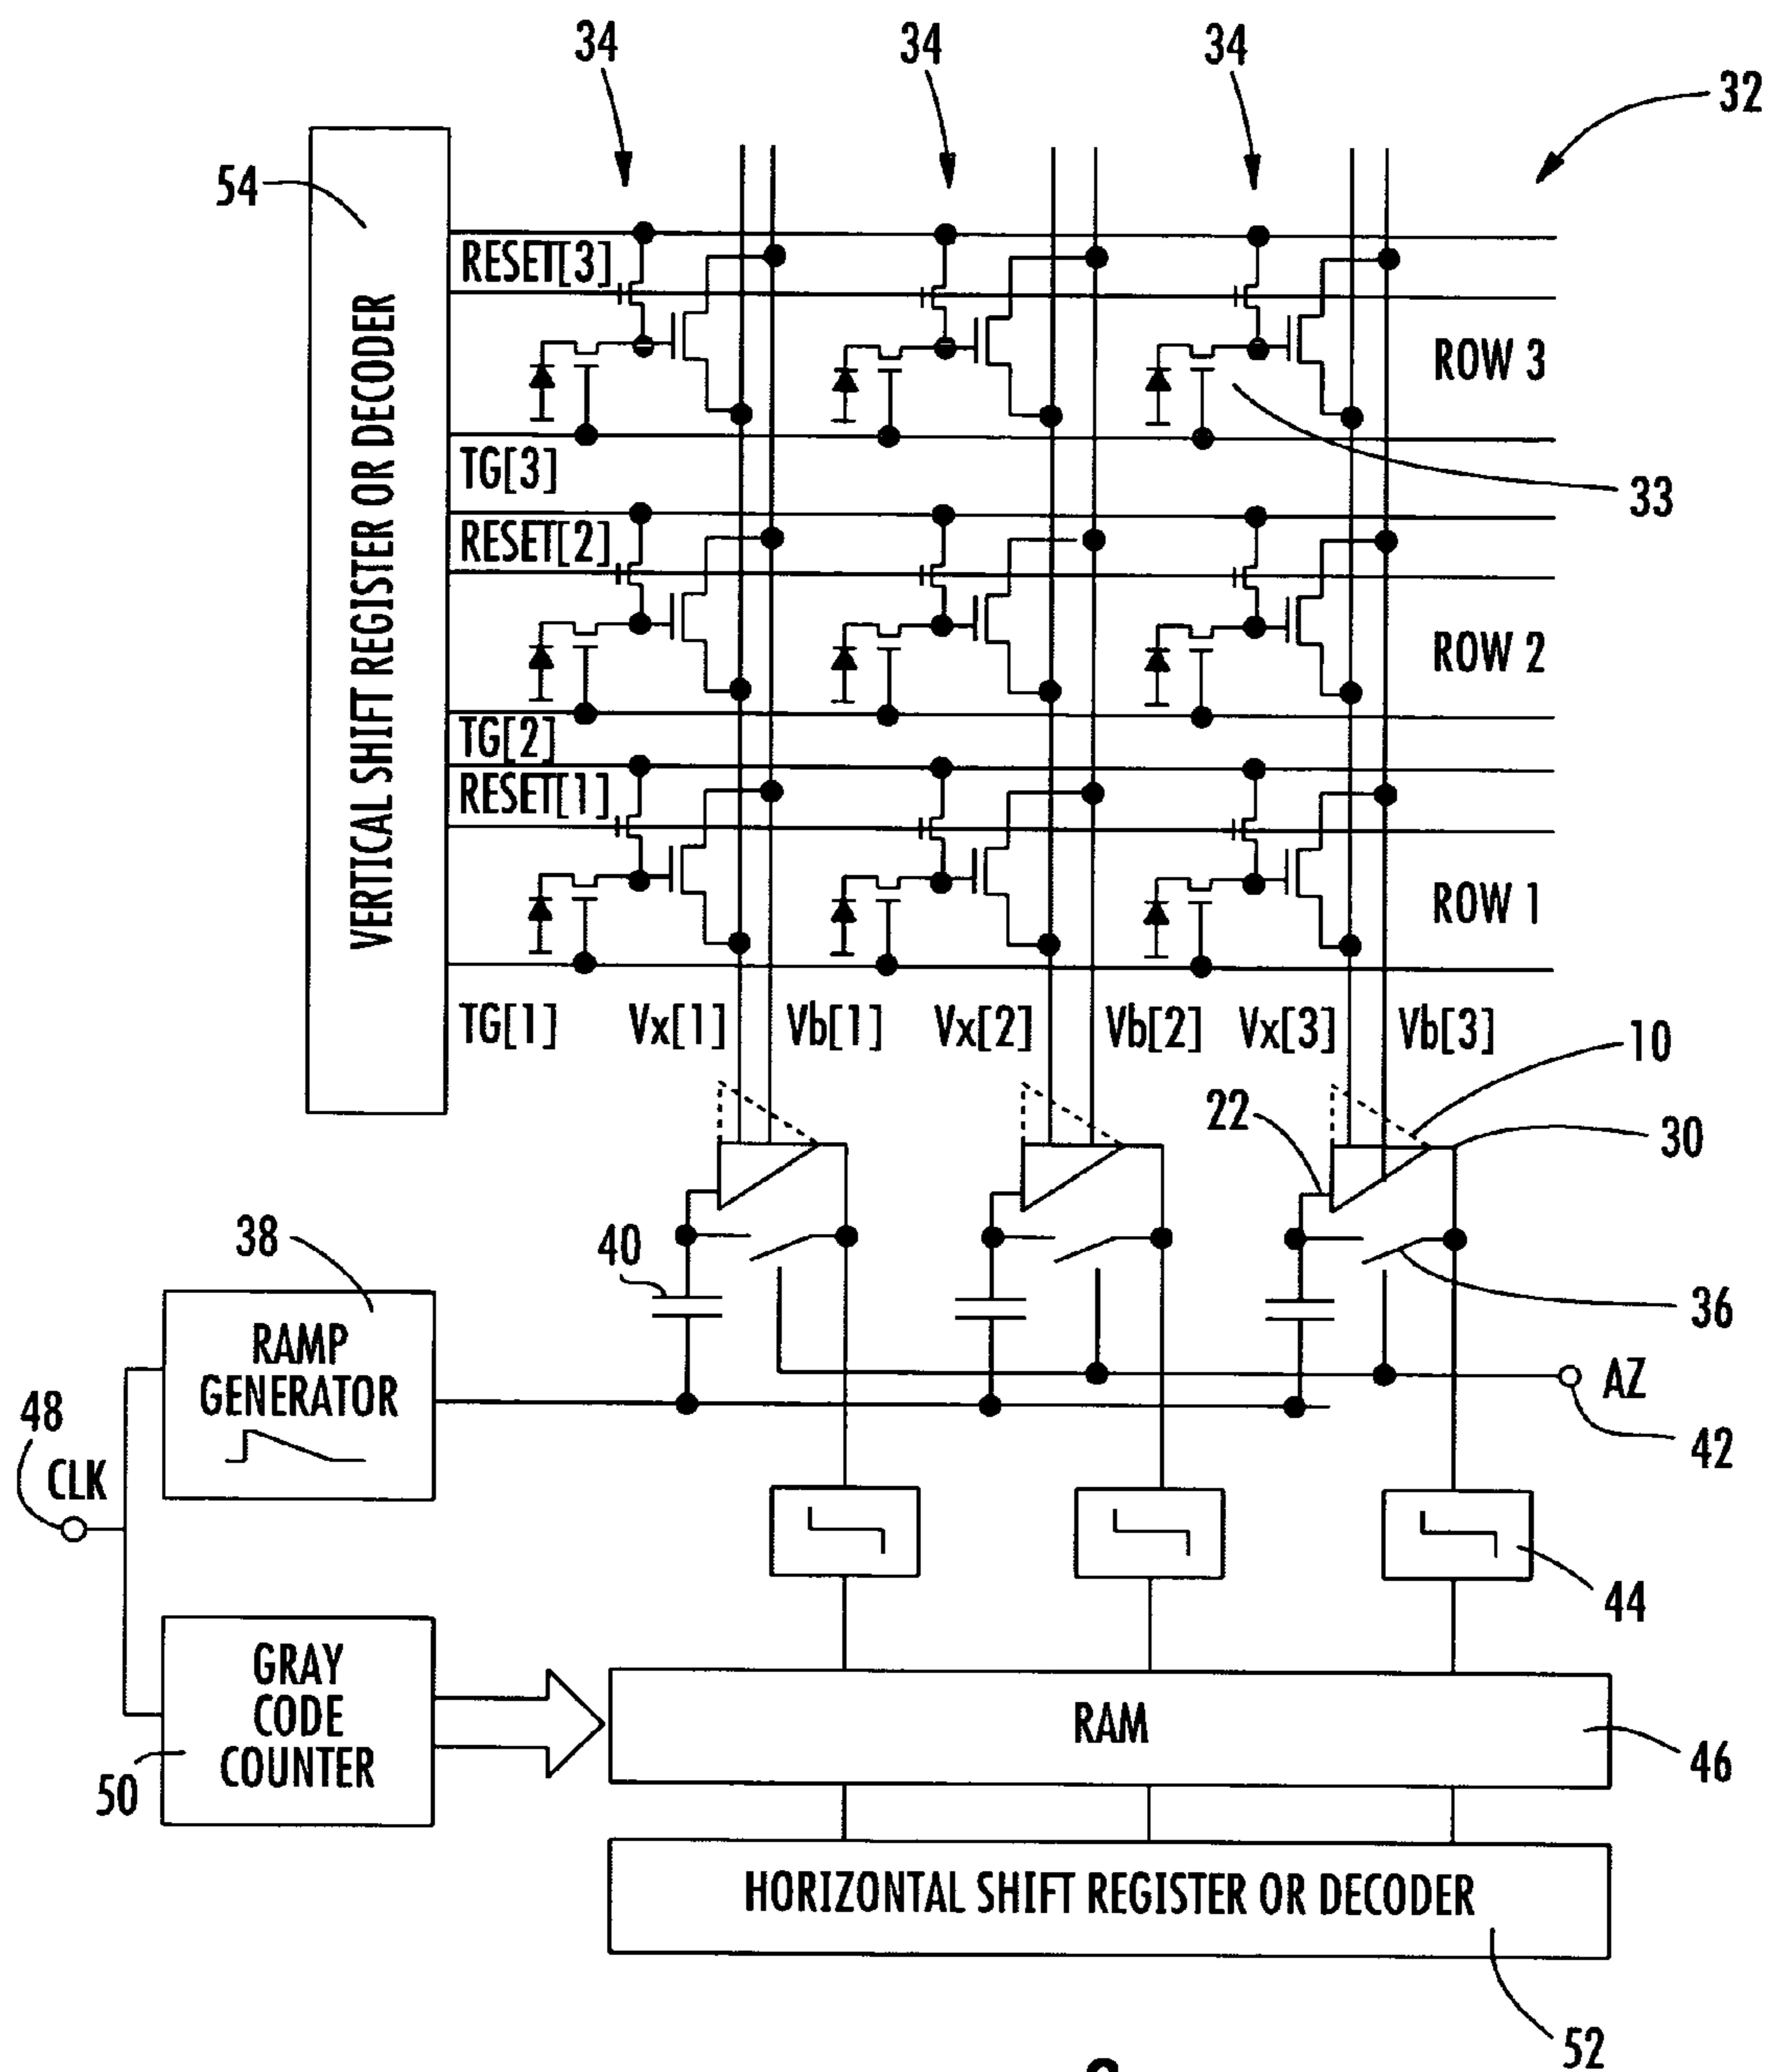 34
34
34
32
54
VERTICAL SHIFT REGISTER OR DECODER
RESET[3]
ROW 3
TG[3]
33
RESET[2]
ROW 2
TG[2]
RESET[1]
ROW 1
TG[1]
Vx[1]
Vb[1]
Vx[2]
Vb[2]
Vx[3]
Vb[3]
10
22
30
38
40
36
RAMP
GENERATOR
AZ
48
CLK
42
44
GRAY
CODE
COUNTER
RAM
50
46
HORIZONTAL SHIFT REGISTER OR DECODER
52